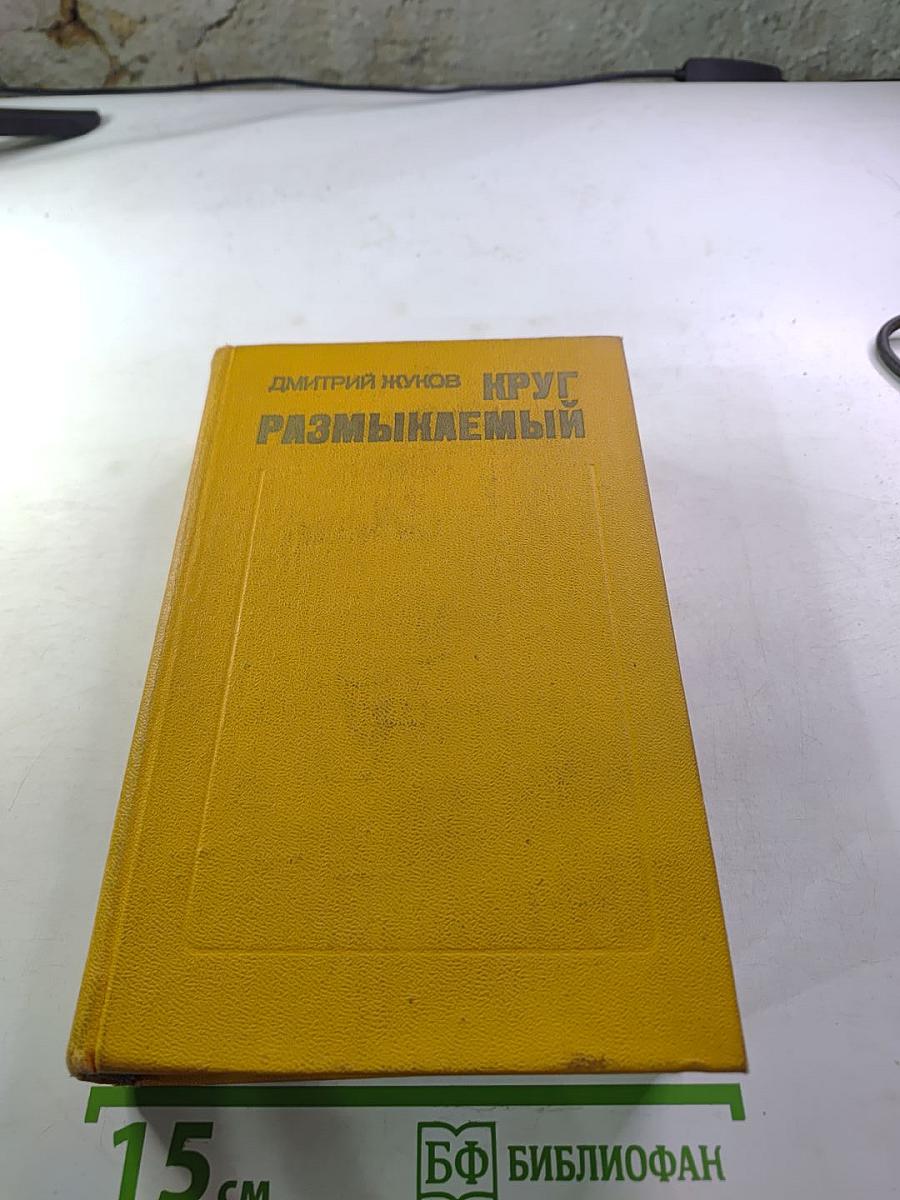 ДМИТРИЙ ЖУКОВ КРУГ
РАЗМЫКАЕМЫЙ
15 см
БФ БИБЛИОФАН